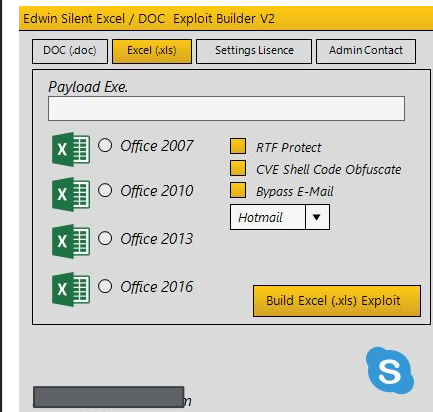 Edwin Silent Excel / DOC Exploit Builder V2
DOC (.doc) Excel (.xls) Settings Lisence Admin Contact
Payload Exe.
X Office 2007
RTF Protect
CVE Shell Code Obfuscate
X Office 2010
Bypass E-Mail
Hotmail
X Office 2013
X Office 2016
Build Excel (.xls) Exploit
S
m